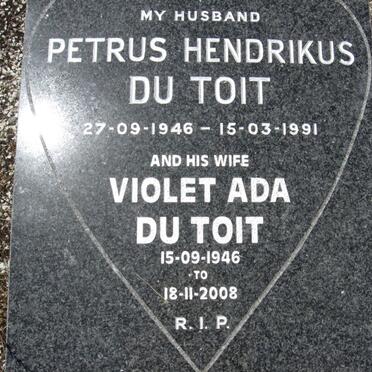 MY HUSBAND
PETRUS HENDRIKUS
DU TOIT
27-09-1946 – 15-03-1991
AND HIS WIFE
VIOLET ADA
DU TOIT
15-09-1946
TO
18-11-2008
R.I.P.